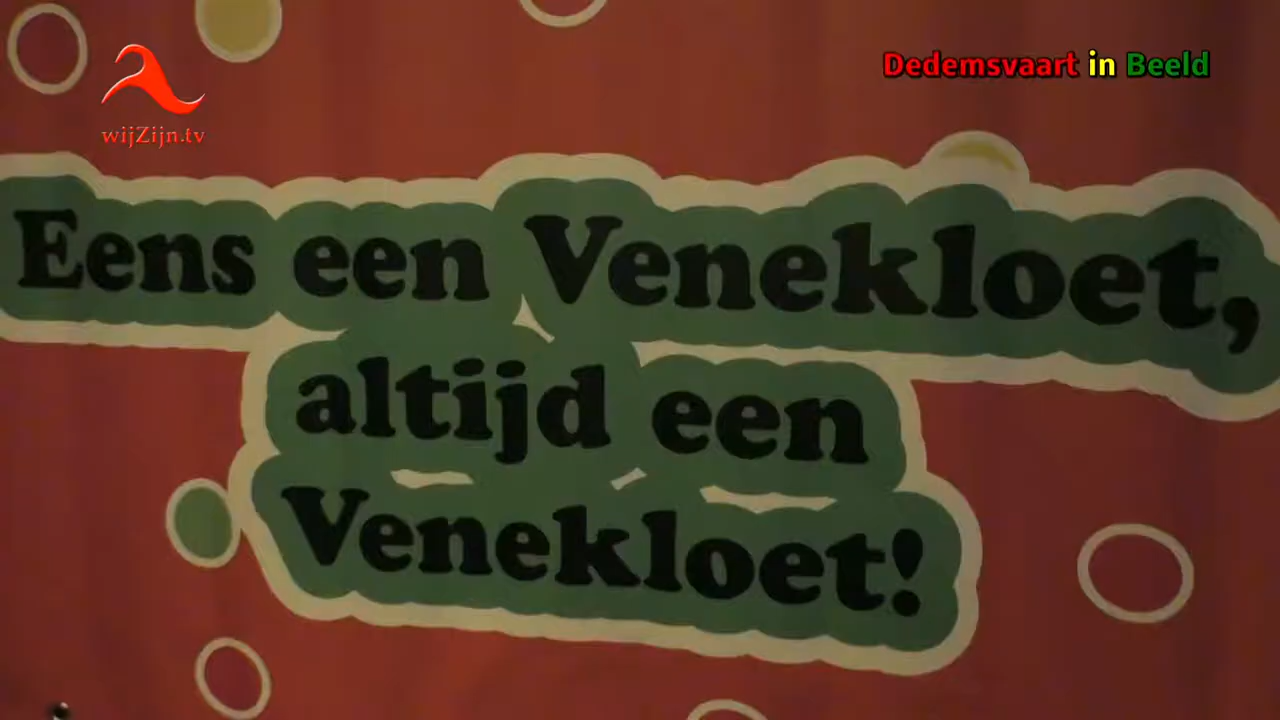 Dedemsvaart in Beeld
wijZijn.tv
Eens een Venekloet,
altijd een
Venekloet!